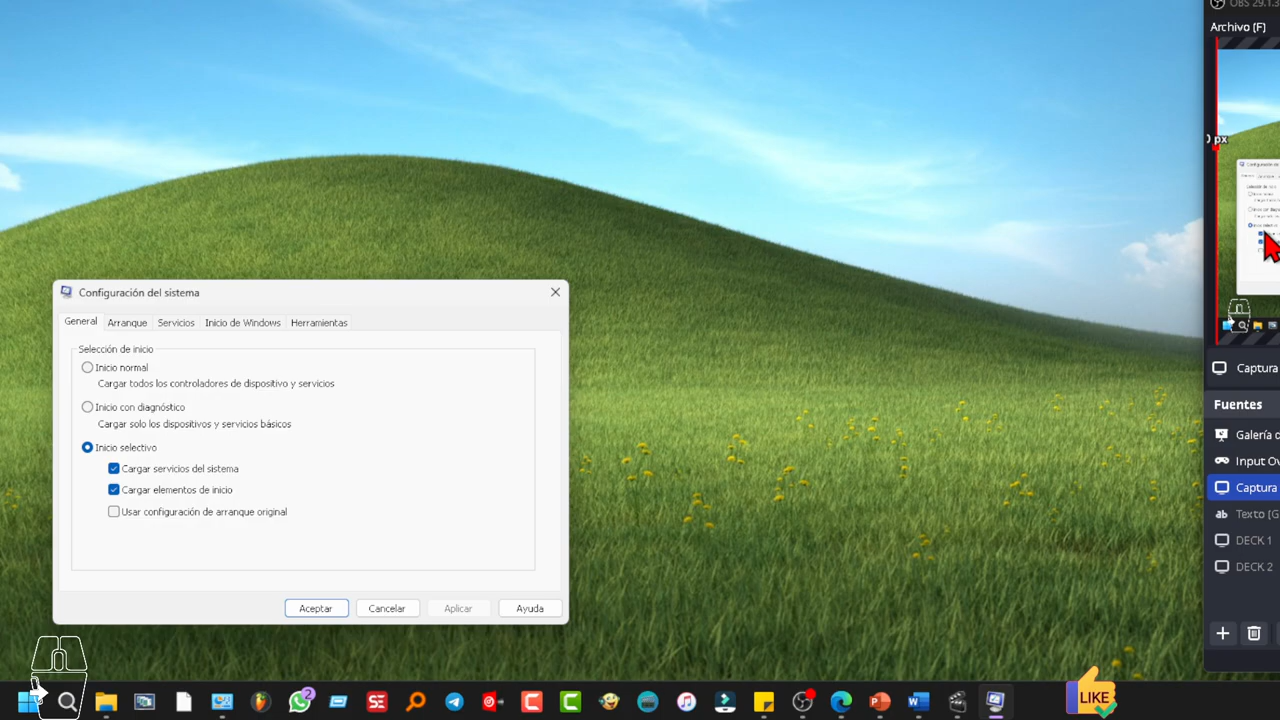 OBS 29.1.3
Archivo [F]
px
Configuración del sistema
General Arranque Servicios Inicio de Windows Herramientas
Selección de inicio
Inicio normal
Cargar todos los controladores de dispositivo y servicios
Inicio con diagnóstico
Cargar solo los dispositivos y servicios básicos
Inicio selectivo
Cargar servicios del sistema
Cargar elementos de inicio
Usar configuración de arranque original
Aceptar Cancelar Aplicar Ayuda
Captura
Fuentes
Galería
Input
Captura
Texto
DECK 1
DECK 2
2
SE
LIKE